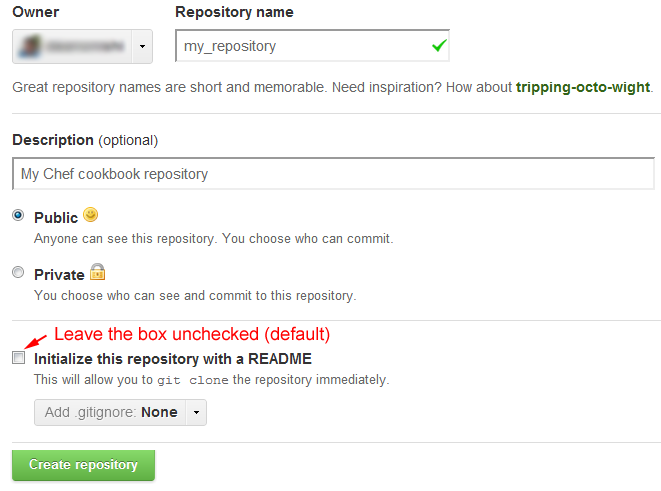 Owner
Repository name
my_repository
Great repository names are short and memorable. Need inspiration? How about tripping-octo-wight.
Description (optional)
My Chef cookbook repository
Public
Anyone can see this repository. You choose who can commit.
Private
You choose who can see and commit to this repository.
Leave the box unchecked (default)
Initialize this repository with a README
This will allow you to git clone the repository immediately.
Add .gitignore: None
Create repository